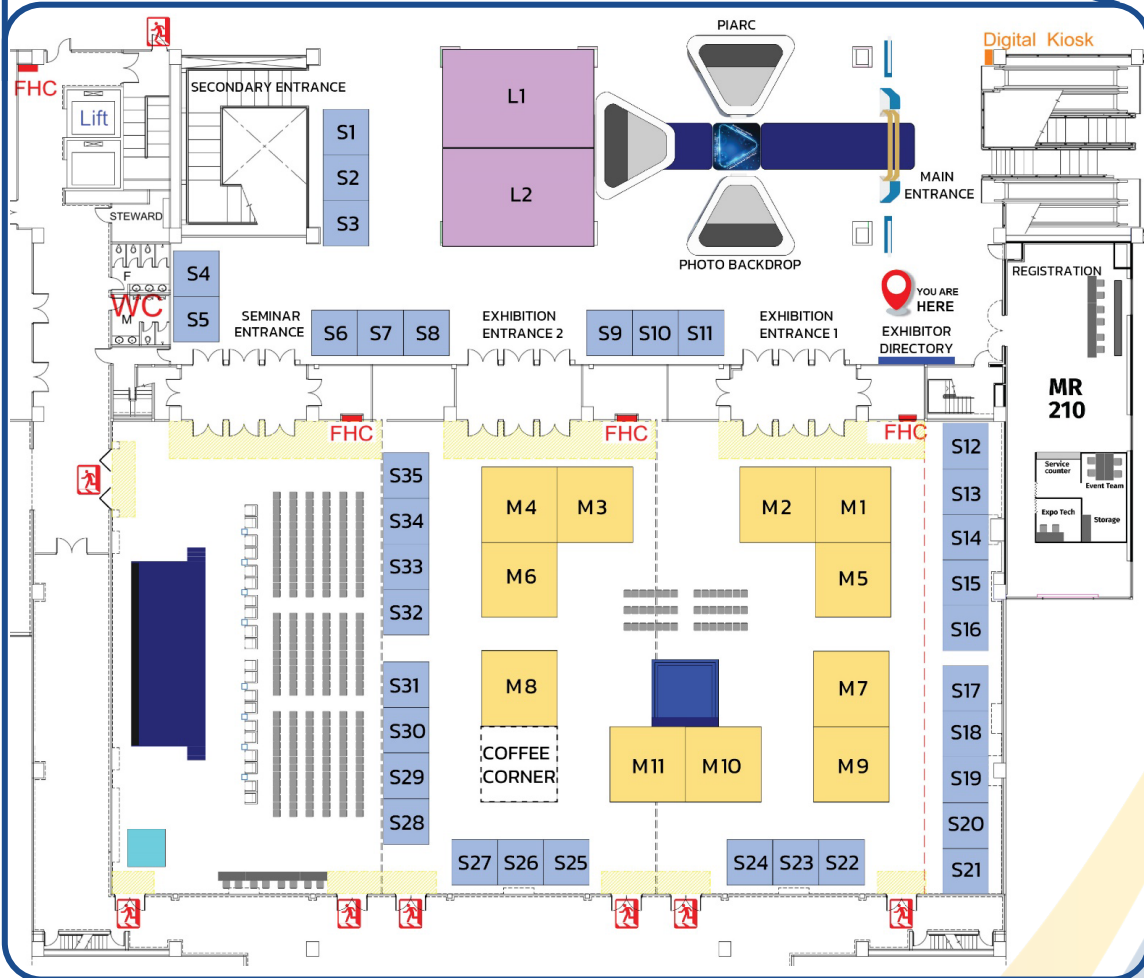 PIARC
Digital Kiosk
FHC
SECONDARY ENTRANCE
Lift
L1
S1
S2
L2
MAIN
ENTRANCE
S3
STEWARD
PHOTO BACKDROP
F
S4
REGISTRATION
WC
M
S5
YOU ARE
HERE
SEMINAR
ENTRANCE
S6 S7 S8
EXHIBITION
ENTRANCE 2
S9 S10 S11
EXHIBITION
ENTRANCE 1
EXHIBITOR
DIRECTORY
MR
210
FHC
FHC
FHC
S12
S35
Service
counter
Event Team
S13
M4 M3
M2 M1
S34
Expo Tech
Storage
S14
S33
M6
M5
S15
S32
S16
S31
M8
M7
S17
S30
S18
COFFEE
CORNER
M11 M10
M9
S29
S19
S28
S20
S27 S26 S25
S24 S23 S22
S21